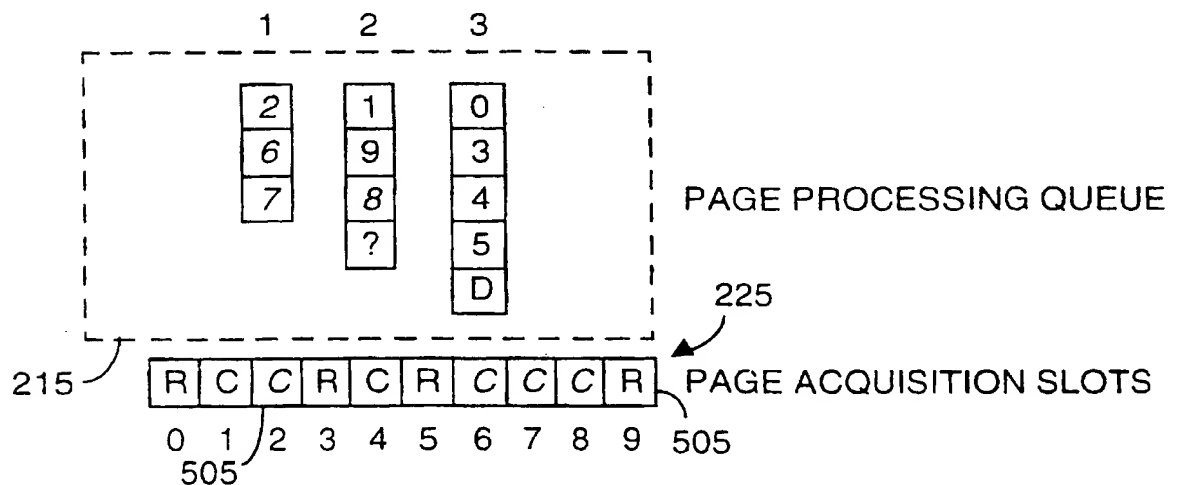 1 2 3
2 1 0
6 9 3
7 8 4
? 5
D
PAGE PROCESSING QUEUE
225
215
R C C R C R C C C R
PAGE ACQUISITION SLOTS
0 1 2 3 4 5 6 7 8 9
505
505